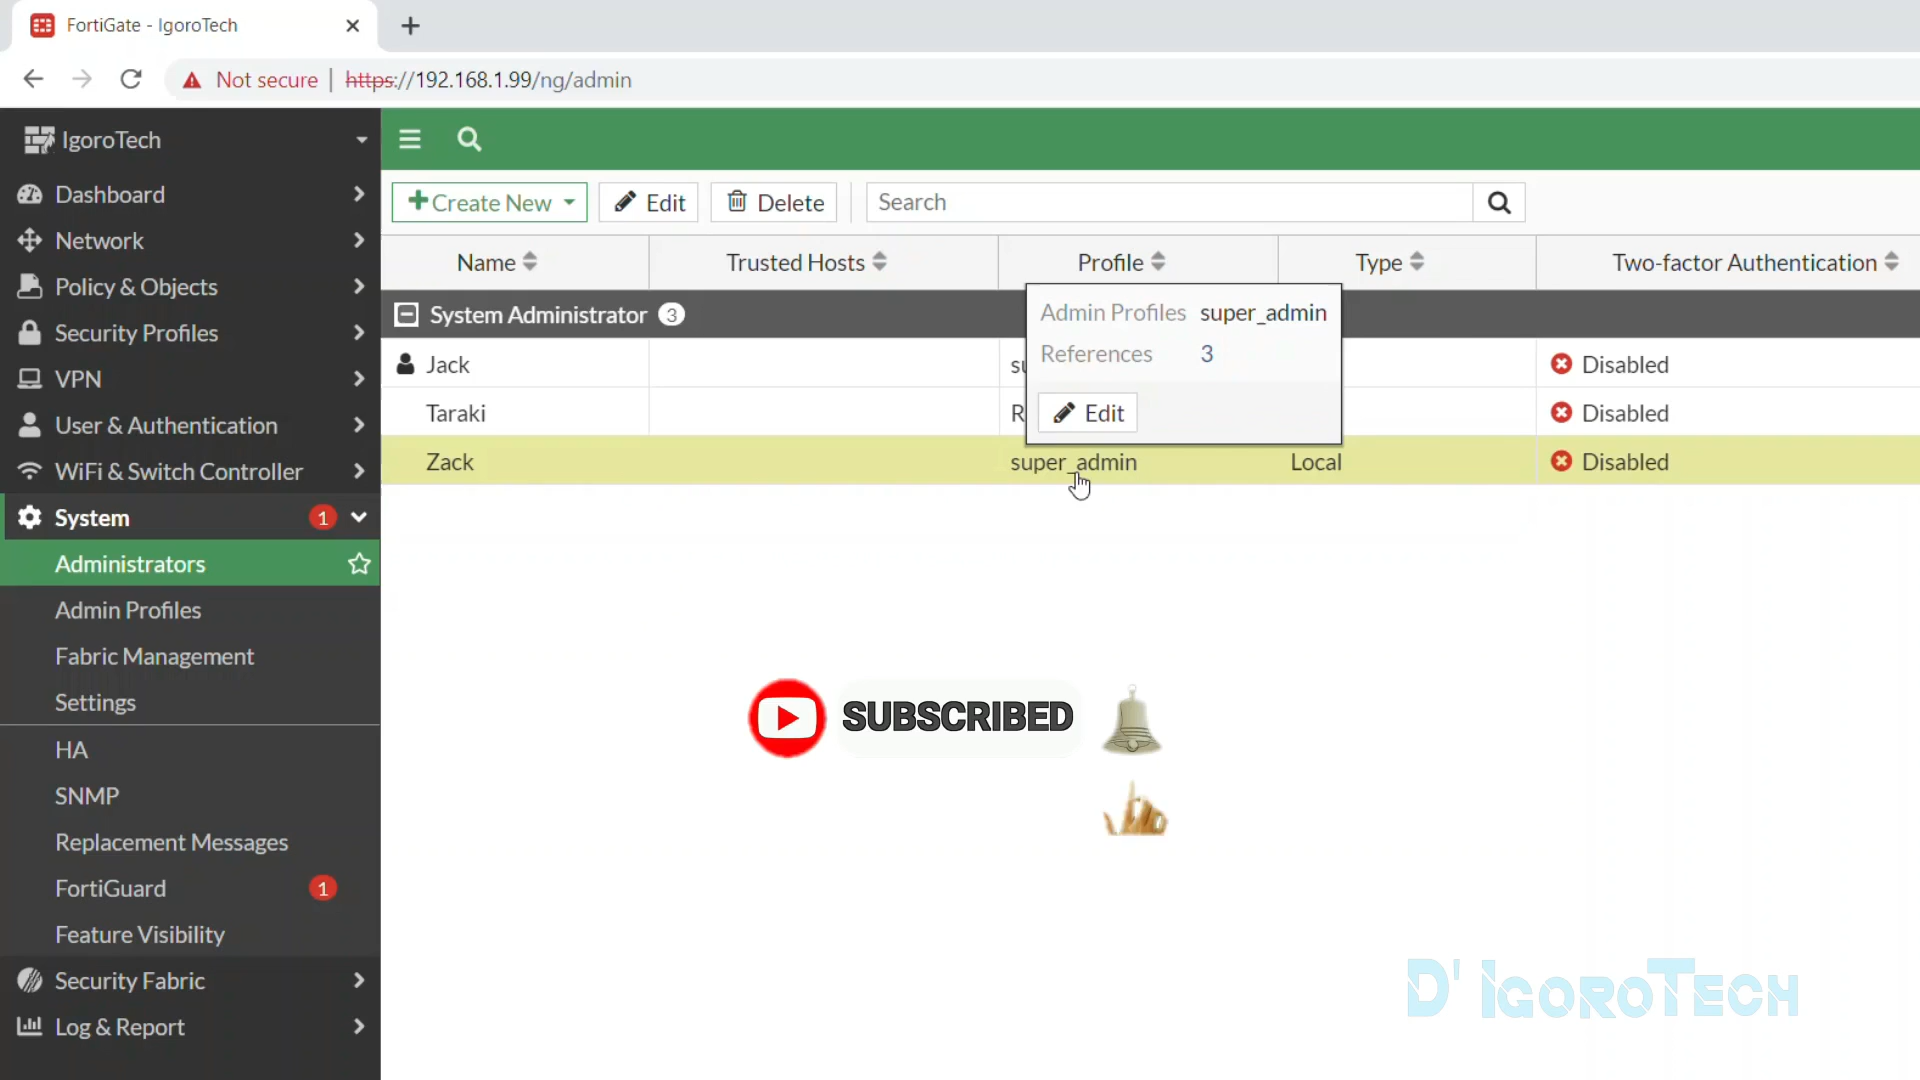 FortiGate - IgoroTech
Not secure | https://192.168.1.99/ng/admin
IgoroTech
Dashboard
Network
Policy & Objects
Security Profiles
VPN
User & Authentication
WiFi & Switch Controller
System 1
Administrators
Admin Profiles
Fabric Management
Settings
HA
SNMP
Replacement Messages
FortiGuard 1
Feature Visibility
Security Fabric
Log & Report
Create New Edit Delete Search
Name Trusted Hosts Profile Type Two-factor Authentication
System Administrator 3
Admin Profiles super_admin
References 3
Edit
Jack su Disabled
Taraki R Disabled
Zack super_admin Local Disabled
SUBSCRIBED
D' IgoroTech